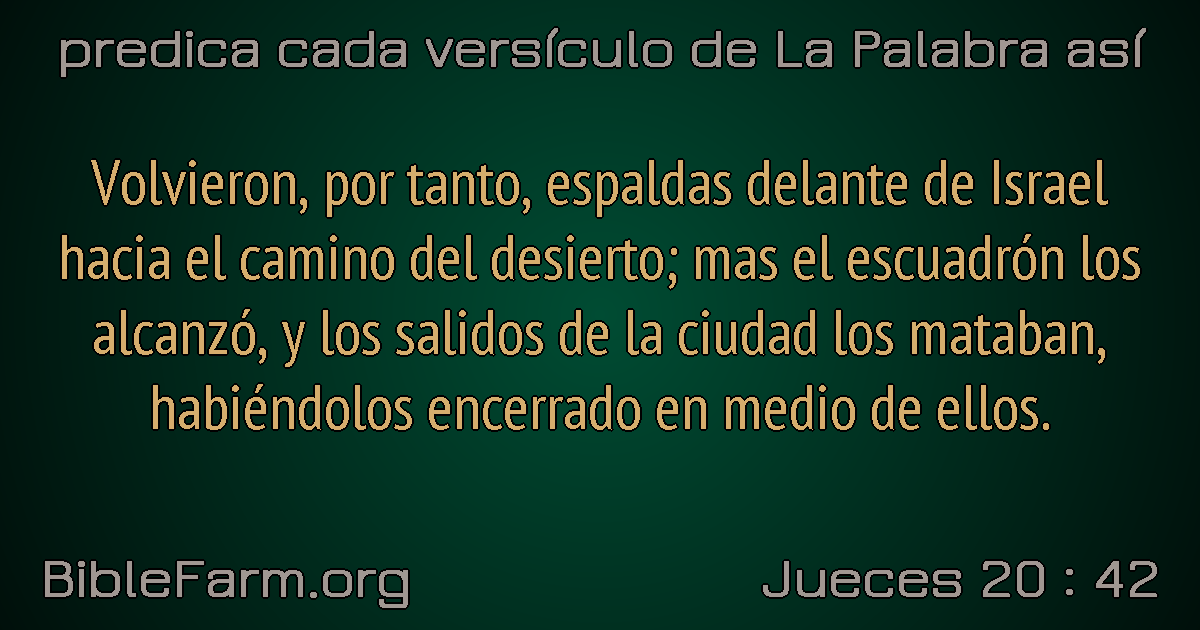 predica cada versículo de La Palabra así
Volvieron, por tanto, espaldas delante de Israel
hacia el camino del desierto; mas el escuadrón los
alcanzó, y los salidos de la ciudad los mataban,
habiéndolos encerrado en medio de ellos.
BibleFarm.org
Jueces 20 : 42